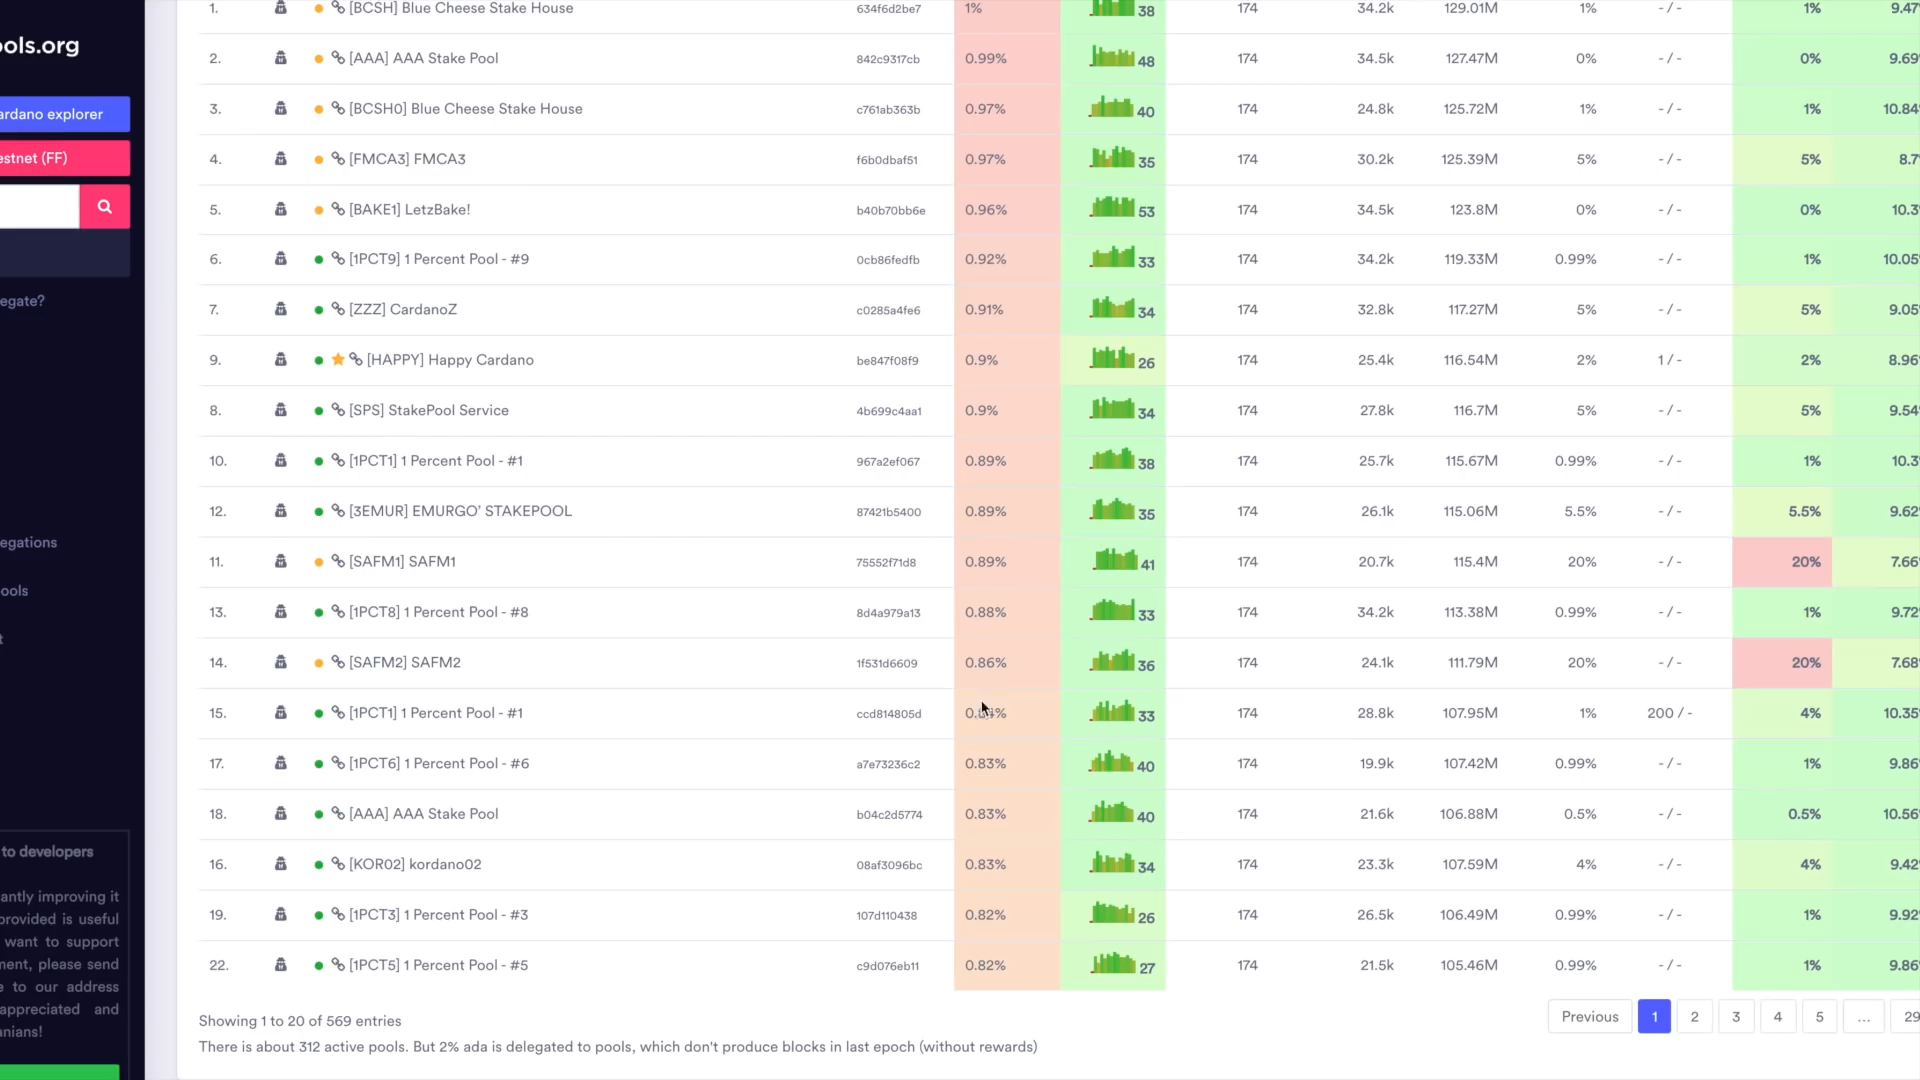 ools.org
ardano explorer
estnet (FF)
egate?
egations
ools
t
to developers
antly improving it
provided is useful
want to support
ment, please send
e to our address
appreciated and
anians!
1. [BCSH] Blue Cheese Stake House 634f6d2be7 1% 38 174 34.2k 129.01M 1% - / - 1% 9.47
2. [AAA] AAA Stake Pool 842c9317cb 0.99% 48 174 34.5k 127.47M 0% - / - 0% 9.69
3. [BCSH0] Blue Cheese Stake House c761ab363b 0.97% 40 174 24.8k 125.72M 1% - / - 1% 10.84
4. [FMCA3] FMCA3 f6b0dbaf51 0.97% 35 174 30.2k 125.39M 5% - / - 5% 8.7
5. [BAKE1] LetzBake! b40b70bb6e 0.96% 53 174 34.5k 123.8M 0% - / - 0% 10.3
6. [1PCT9] 1 Percent Pool - #9 0cb86fedfb 0.92% 33 174 34.2k 119.33M 0.99% - / - 1% 10.05
7. [ZZZ] CardanoZ c0285a4fe6 0.91% 34 174 32.8k 117.27M 5% - / - 5% 9.05
9. [HAPPY] Happy Cardano be847f08f9 0.9% 26 174 25.4k 116.54M 2% 1 / - 2% 8.96
8. [SPS] StakePool Service 4b699c4aa1 0.9% 34 174 27.8k 116.7M 5% - / - 5% 9.54
10. [1PCT1] 1 Percent Pool - #1 967a2ef067 0.89% 38 174 25.7k 115.67M 0.99% - / - 1% 10.3
12. [3EMUR] EMURGO' STAKEPOOL 87421b5400 0.89% 35 174 26.1k 115.06M 5.5% - / - 5.5% 9.62
11. [SAFM1] SAFM1 75552f71d8 0.89% 41 174 20.7k 115.4M 20% - / - 20% 7.66
13. [1PCT8] 1 Percent Pool - #8 8d4a979a13 0.88% 33 174 34.2k 113.38M 0.99% - / - 1% 9.72
14. [SAFM2] SAFM2 1f531d6609 0.86% 36 174 24.1k 111.79M 20% - / - 20% 7.68
15. [1PCT1] 1 Percent Pool - #1 ccd814805d 33 174 28.8k 107.95M 1% 200 / - 4% 10.35
17. [1PCT6] 1 Percent Pool - #6 a7e73236c2 0.83% 40 174 19.9k 107.42M 0.99% - / - 1% 9.86
18. [AAA] AAA Stake Pool b04c2d5774 0.83% 40 174 21.6k 106.88M 0.5% - / - 0.5% 10.56
16. [KOR02] kordano02 08af3096bc 0.83% 34 174 23.3k 107.59M 4% - / - 4% 9.42
19. [1PCT3] 1 Percent Pool - #3 107d110438 0.82% 26 174 26.5k 106.49M 0.99% - / - 1% 9.92
22. [1PCT5] 1 Percent Pool - #5 c9d076eb11 0.82% 27 174 21.5k 105.46M 0.99% - / - 1% 9.86
Showing 1 to 20 of 569 entries
Previous 1 2 3 4 5 ... 29
There is about 312 active pools. But 2% ada is delegated to pools, which don't produce blocks in last epoch (without rewards)